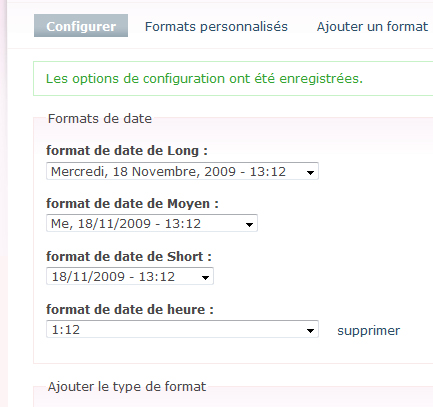 Configurer Formats personnalisés Ajouter un format
Les options de configuration ont été enregistrées.
Formats de date
format de date de Long :
Mercredi, 18 Novembre, 2009 - 13:12
format de date de Moyen :
Me, 18/11/2009 - 13:12
format de date de Short :
18/11/2009 - 13:12
format de date de heure :
1:12 supprimer
Ajouter le type de format